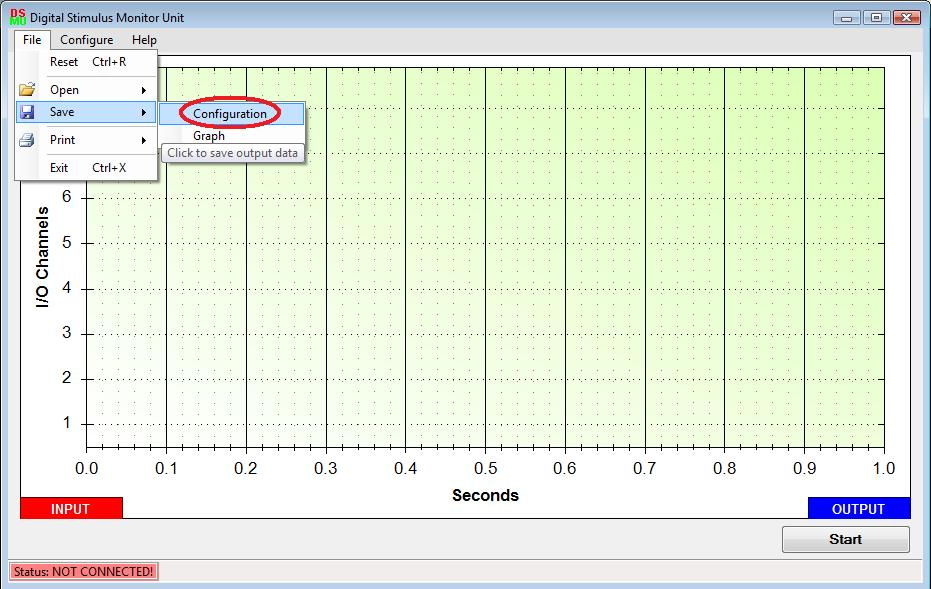 DS
MU
Digital Stimulus Monitor Unit
File Configure Help
Reset Ctrl+R
Open
Save
Configuration
Graph
Print
Click to save output data
Exit Ctrl+X
I/O Channels
6
5
4
3
2
1
0.0 0.1 0.2 0.3 0.4 0.5 0.6 0.7 0.8 0.9 1.0
Seconds
INPUT
OUTPUT
Start
Status: NOT CONNECTED!